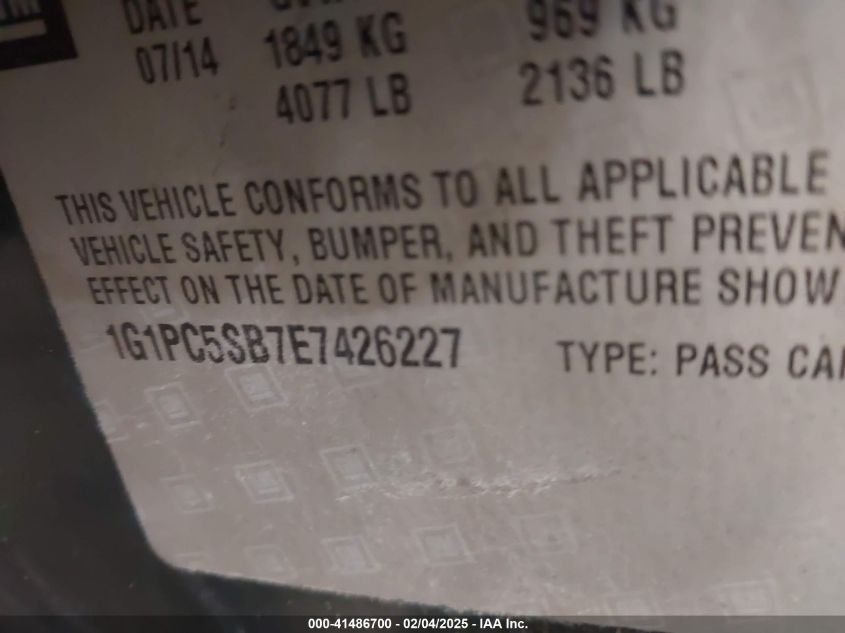 DATE
07/14 1849 KG 969 KG
4077 LB 2136 LB
THIS VEHICLE CONFORMS TO ALL APPLICABLE
VEHICLE SAFETY, BUMPER, AND THEFT PREVEN
EFFECT ON THE DATE OF MANUFACTURE SHOW
1G1PC5SB7E7426227 TYPE: PASS CAR
000-41486700 - 02/04/2025 - IAA Inc.